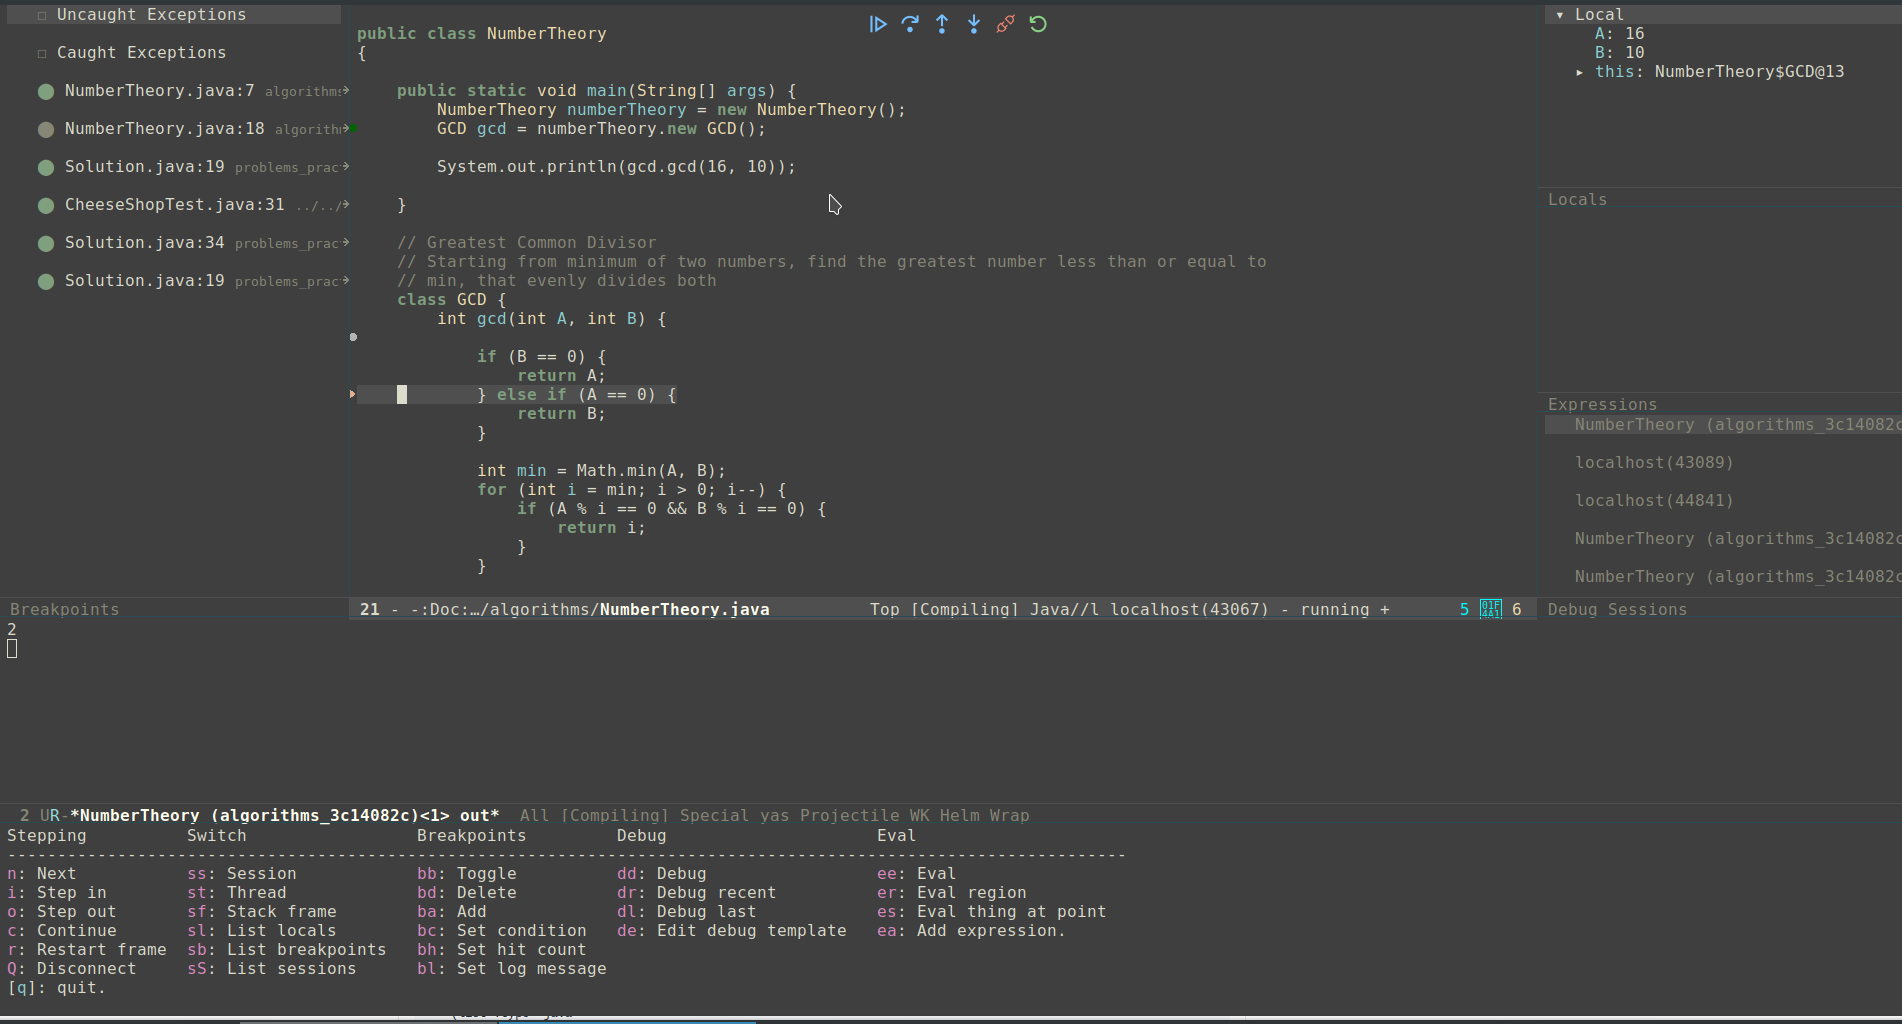 Uncaught Exceptions
Caught Exceptions
NumberTheory.java:7 algorithms
NumberTheory.java:18 algorith
Solution.java:19 problems_prac
CheeseShopTest.java:31 ../../
Solution.java:34 problems_prac
Solution.java:19 problems_prac
Breakpoints
public class NumberTheory
{
public static void main(String[] args) {
NumberTheory numberTheory = new NumberTheory();
GCD gcd = numberTheory.new GCD();
System.out.println(gcd.gcd(16, 10));
}
// Greatest Common Divisor
// Starting from minimum of two numbers, find the greatest number less than or equal to
// min, that evenly divides both
class GCD {
int gcd(int A, int B) {
if (B == 0) {
return A;
} else if (A == 0) {
return B;
}
int min = Math.min(A, B);
for (int i = min; i > 0; i--) {
if (A % i == 0 && B % i == 0) {
return i;
}
}
21 - -:Doc:…/algorithms/NumberTheory.java Top [Compiling] Java//l localhost(43067) - running + 5 01F 4A1 6
▾ Local
A: 16
B: 10
▸ this: NumberTheory$GCD@13
Locals
Expressions
NumberTheory (algorithms_3c14082c
localhost(43089)
localhost(44841)
NumberTheory (algorithms_3c14082c
NumberTheory (algorithms_3c14082c
Debug Sessions
2
2 UR-*NumberTheory (algorithms_3c14082c)<1> out* All [Compiling] Special yas Projectile WK Helm Wrap
Stepping Switch Breakpoints Debug Eval
----------------------------------------------------------------------------------------------------------------
n: Next ss: Session bb: Toggle dd: Debug ee: Eval
i: Step in st: Thread bd: Delete dr: Debug recent er: Eval region
o: Step out sf: Stack frame ba: Add dl: Debug last es: Eval thing at point
c: Continue sl: List locals bc: Set condition de: Edit debug template ea: Add expression.
r: Restart frame sb: List breakpoints bh: Set hit count
Q: Disconnect sS: List sessions bl: Set log message
[q]: quit.